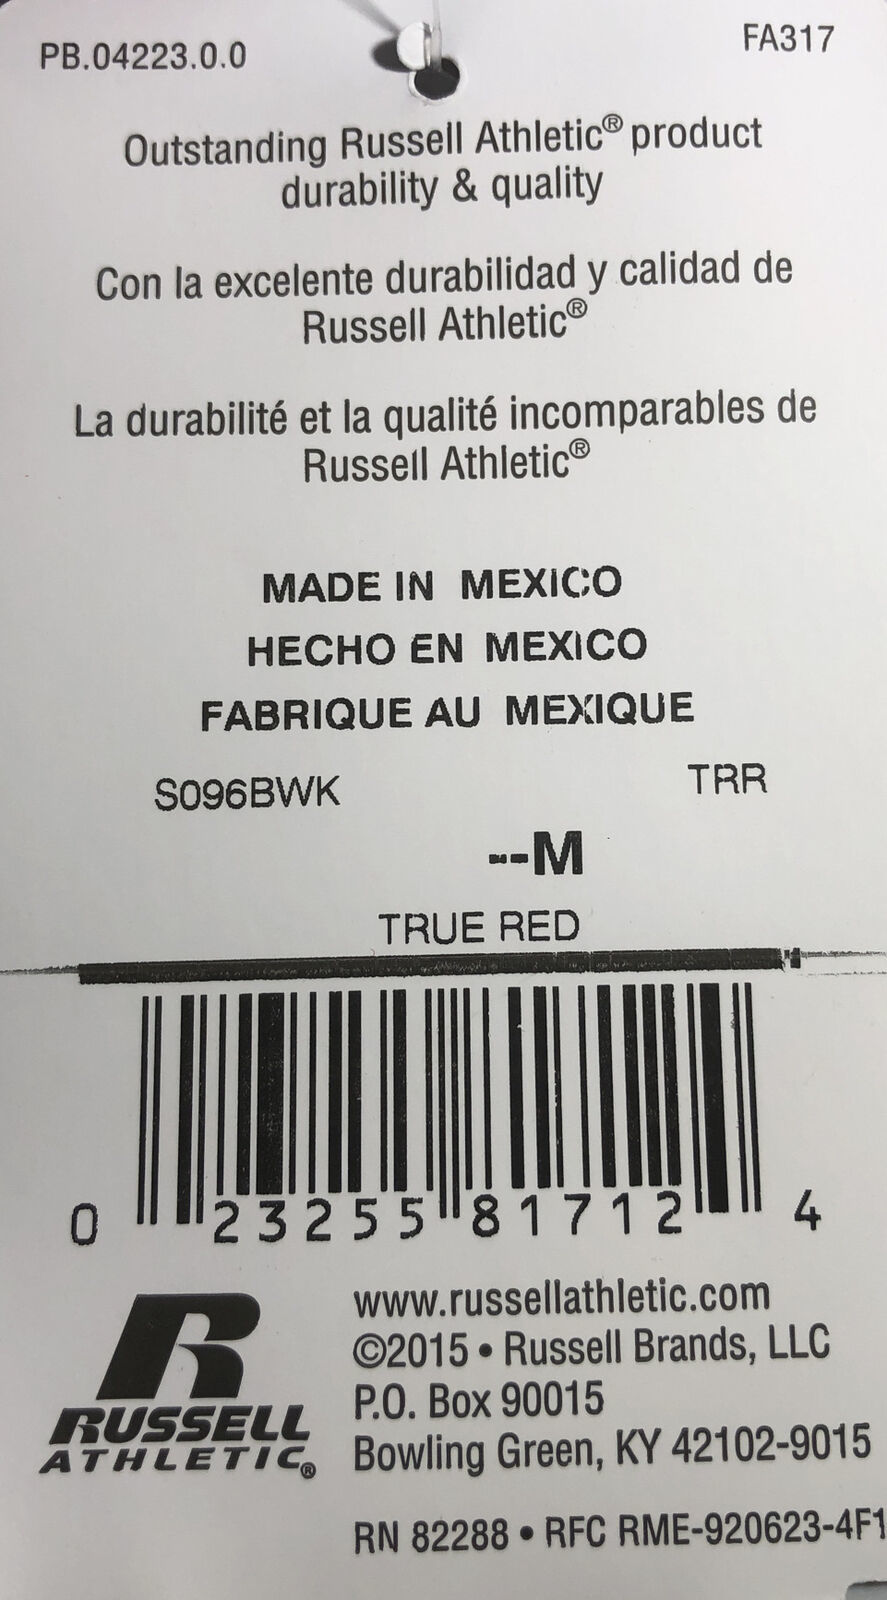 PB.04223.0.0
FA317
Outstanding Russell Athletic® product
durability & quality
Con la excelente durabilidad y calidad de
Russell Athletic®
La durabilité et la qualité incomparables de
Russell Athletic®
MADE IN MEXICO
HECHO EN MEXICO
FABRIQUE AU MEXIQUE
S096BWK TRR
--M
TRUE RED
0 23255 81712 4
RUSSELL
ATHLETIC®
www.russellathletic.com
©2015 • Russell Brands, LLC
P.O. Box 90015
Bowling Green, KY 42102-9015
RN 82288 • RFC RME-920623-4F1